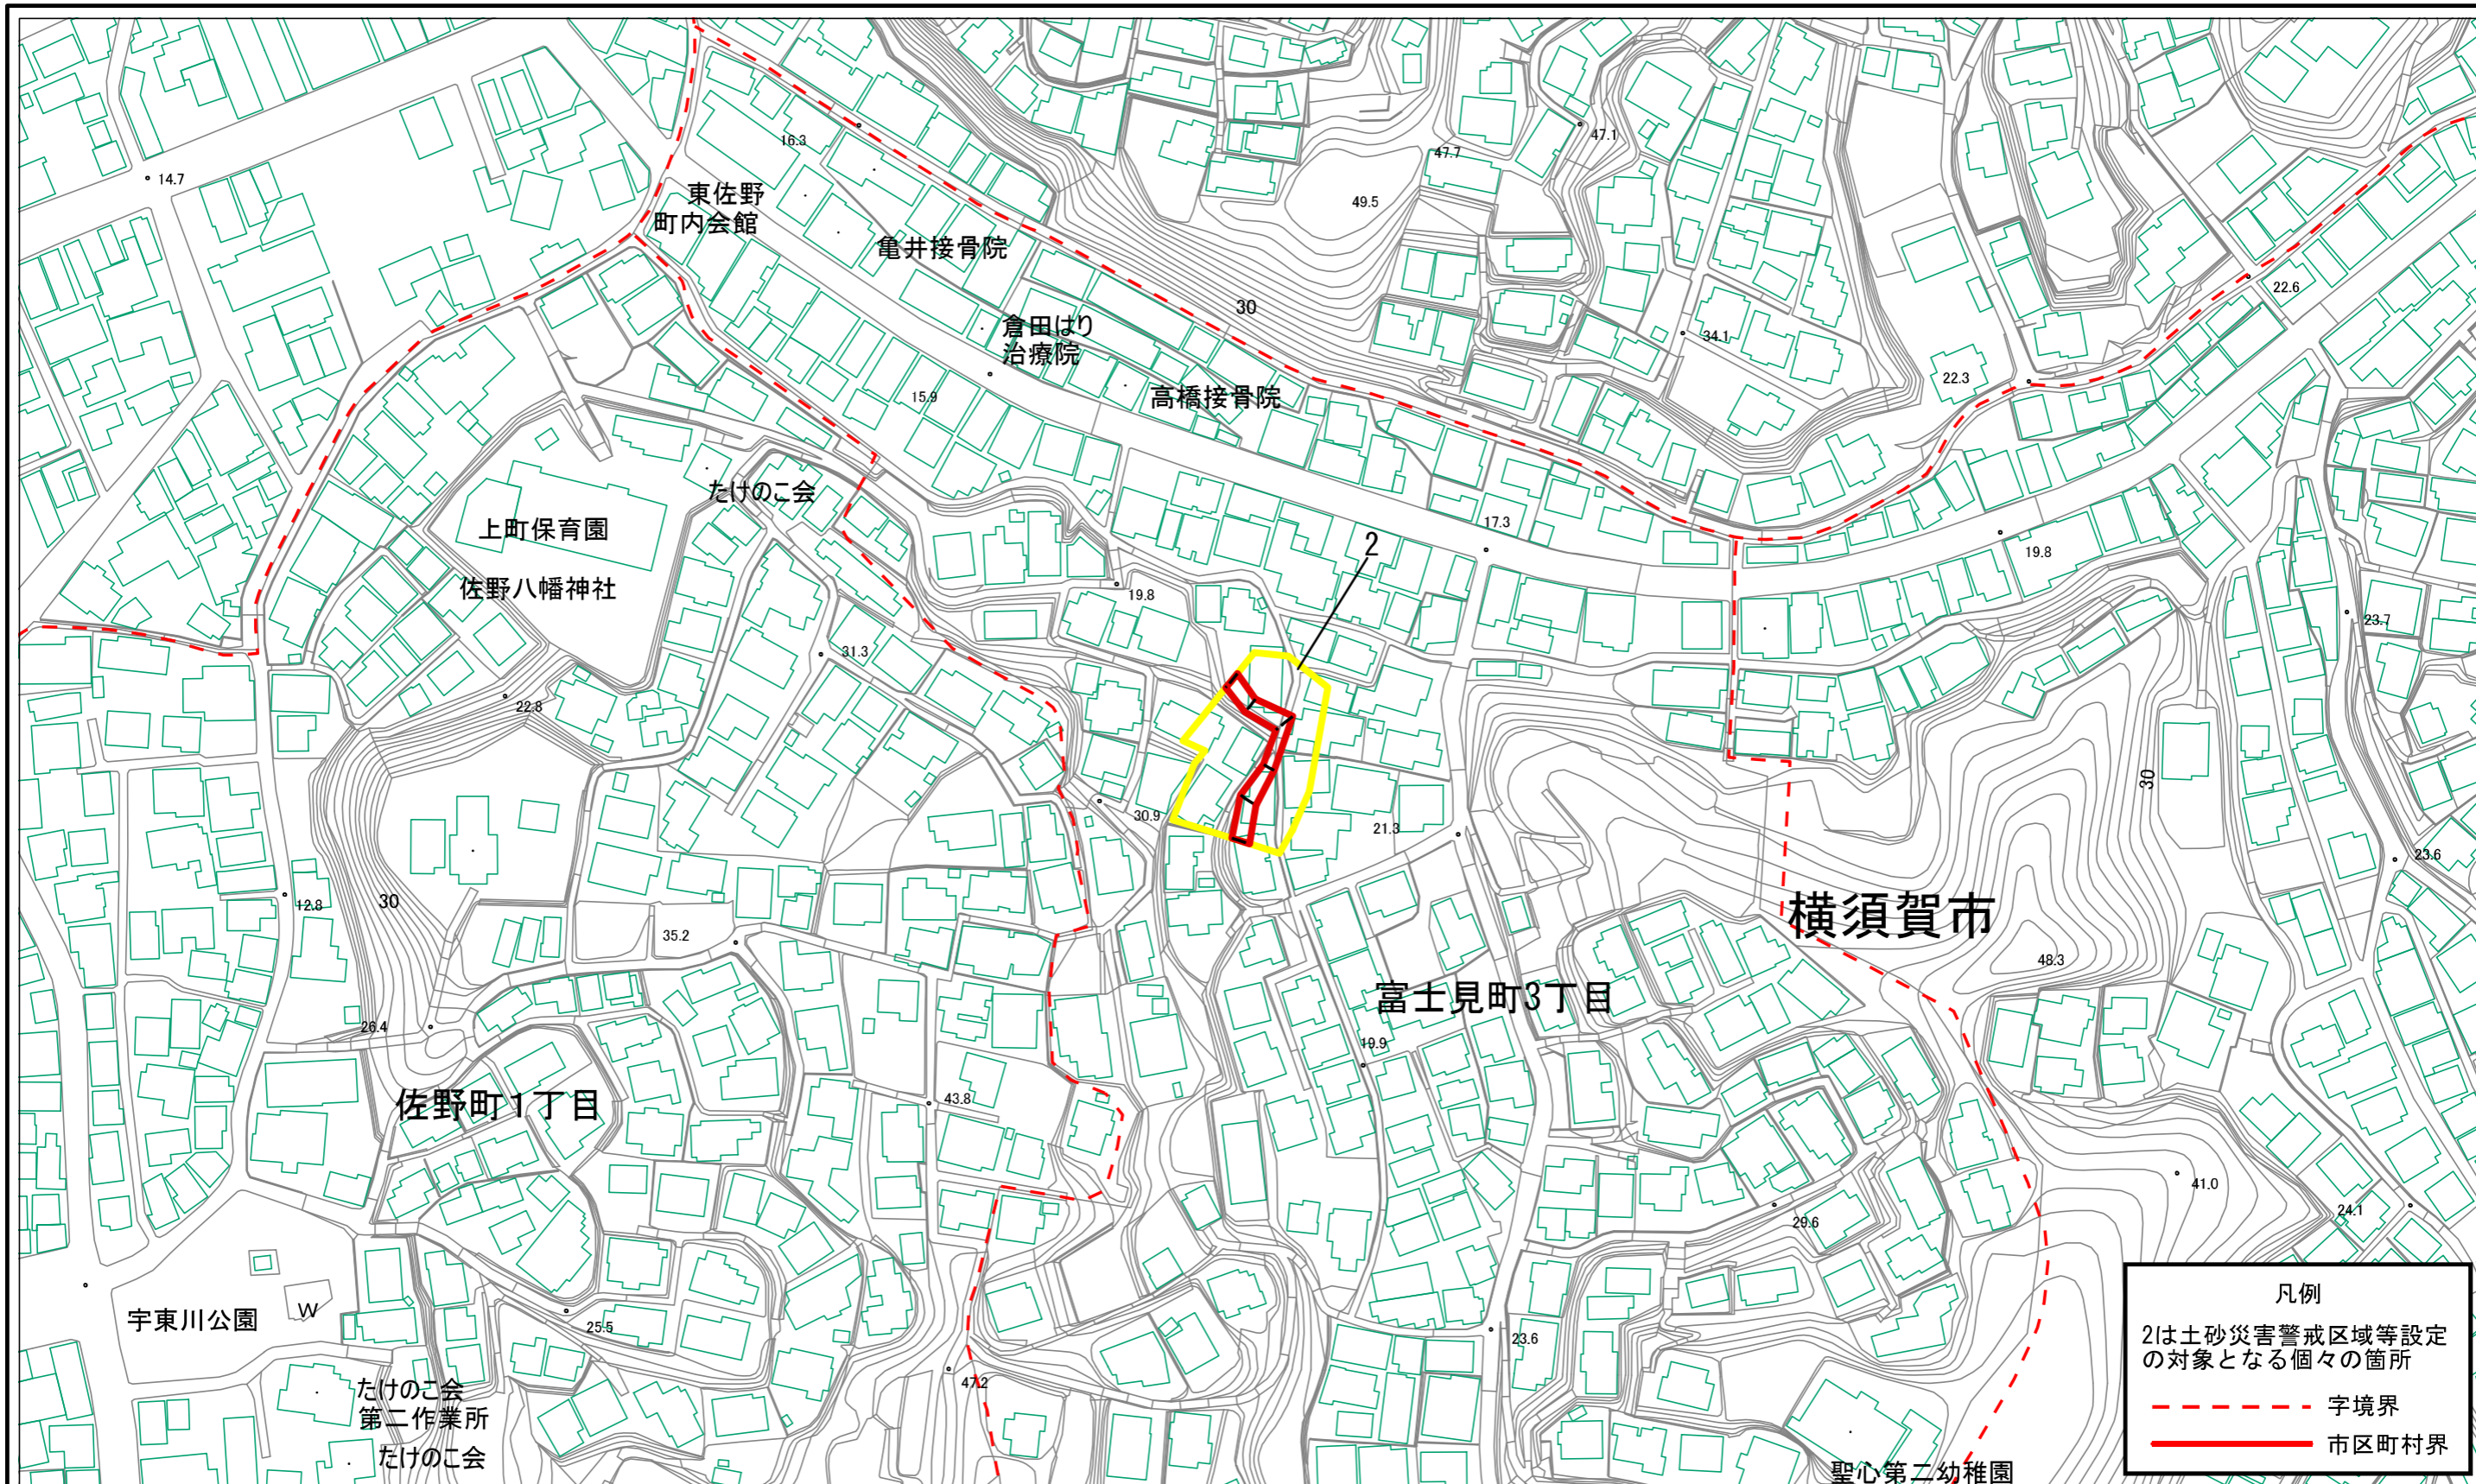 14.7
16.3
東佐野
町内会館
亀井接骨院
47.1
47.7
49.5
30
22.6
倉田はり
治療院
34.1
22.3
15.9
高橋接骨院
たけのこ会
上町保育園
17.3
2
19.8
佐野八幡神社
19.8
23.7
31.3
22.8
30
30.9
21.3
23.6
30
12.8
横須賀市
35.2
48.3
富士見町3丁目
26.4
19.9
佐野町1丁目
43.8
41.0
24.1
29.6
宇東川公園
W
25.5
23.6
47.2
たけのこ会
第二作業所
たけのこ会
聖心第二幼稚園
凡例
2は土砂災害警戒区域等設定
の対象となる個々の箇所
字境界
市区町村界